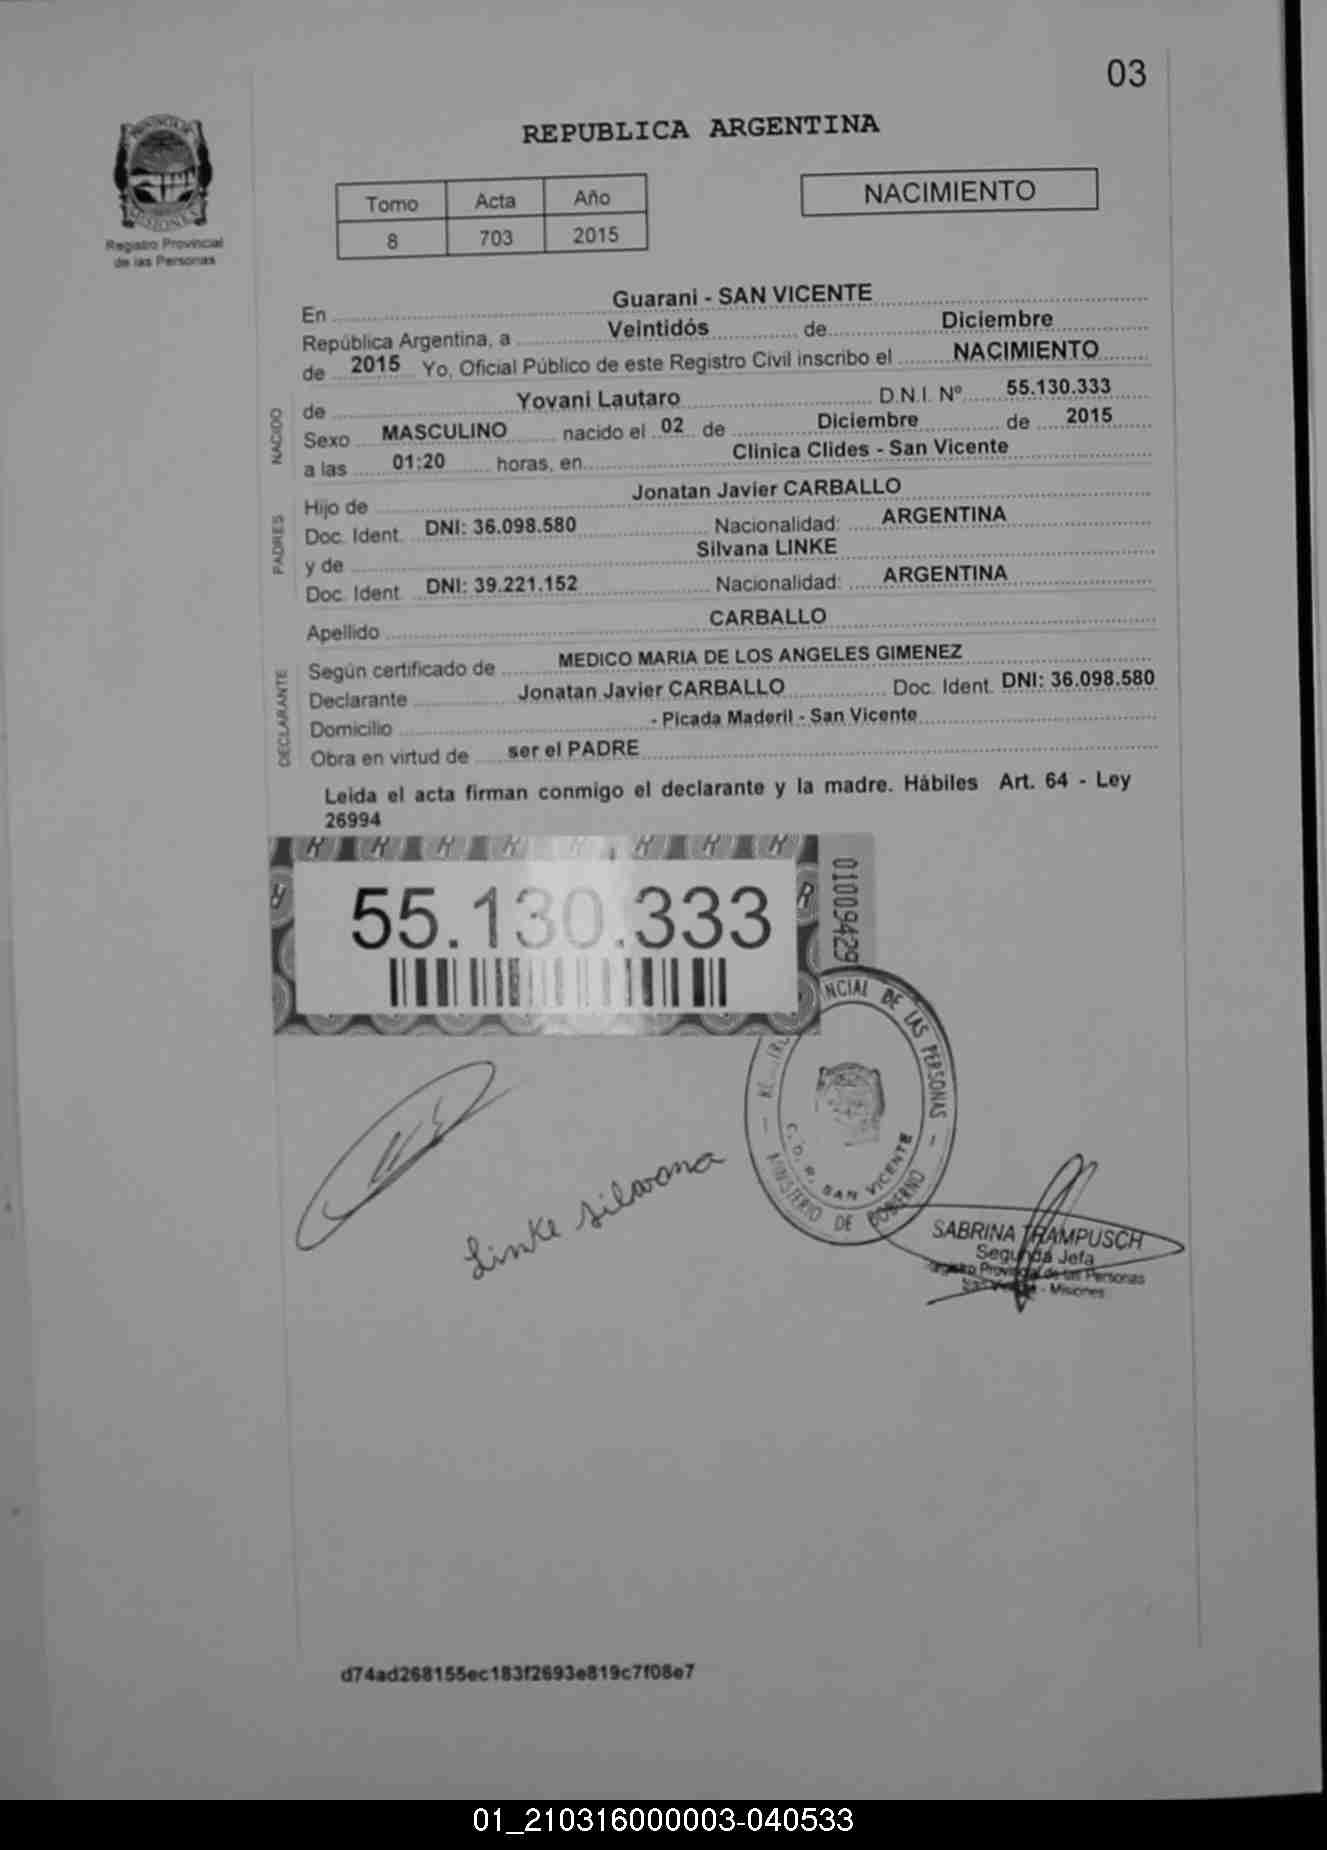 03
REPUBLICA ARGENTINA
Registro Provincial
de las Personas
Tomo Acta Año
8 703 2015
NACIMIENTO
En Guarani - SAN VICENTE
República Argentina, a Veintidós de Diciembre
de 2015 Yo, Oficial Público de este Registro Civil inscribo el NACIMIENTO
NACIDO
de Yovani Lautaro D.N.I. Nº 55.130.333
Sexo MASCULINO nacido el 02 de Diciembre de 2015
a las 01:20 horas, en Clinica Clides - San Vicente
PADRES
Hijo de Jonatan Javier CARBALLO
Doc. Ident. DNI: 36.098.580 Nacionalidad: ARGENTINA
y de Silvana LINKE
Doc. Ident. DNI: 39.221.152 Nacionalidad: ARGENTINA
Apellido CARBALLO
DECLARANTE
Según certificado de MEDICO MARIA DE LOS ANGELES GIMENEZ
Declarante Jonatan Javier CARBALLO Doc. Ident. DNI: 36.098.580
Domicilio - Picada Maderil - San Vicente
Obra en virtud de ser el PADRE
Leida el acta firman conmigo el declarante y la madre. Hábiles Art. 64 - Ley
26994
55.130.333
01009429
NCIAL DE LAS PERSONAS
C. D. R. SAN VICENTE
MINISTERIO DE GOBIERNO
Linke Silvana
SABRINA TRAMPUSCH
Segunda Jefa
Registro Provincial de las Personas
San Vicente - Misiones
d74ad268155ec183f2693e819c7f08e7
01_210316000003-040533